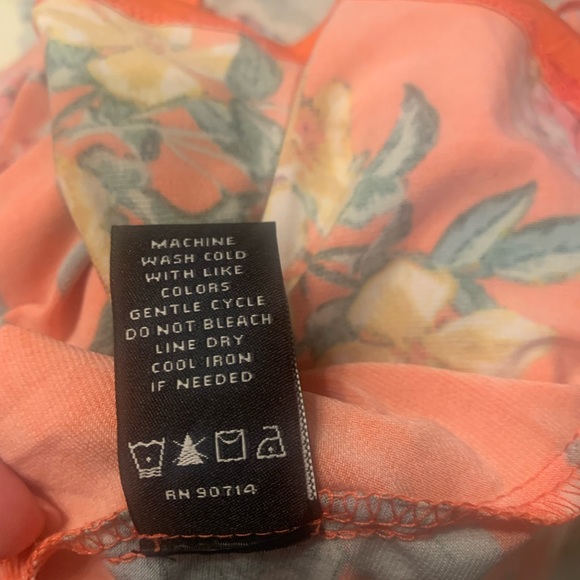 MACHINE
WASH COLD
WITH LIKE
COLORS
GENTLE CYCLE
DO NOT BLEACH
LINE DRY
COOL IRON
IF NEEDED
RN 90714